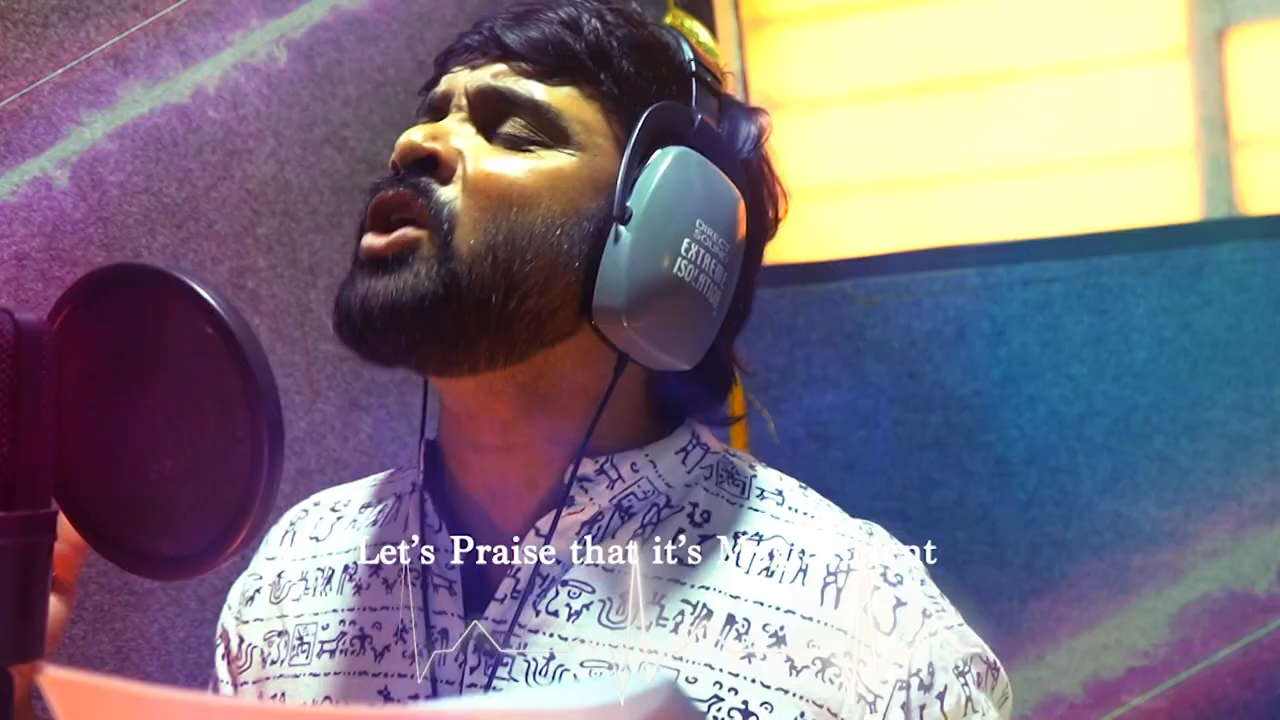 DIRECT
SOUND
EXTREME
ISOLATION
Let's Praise that it's